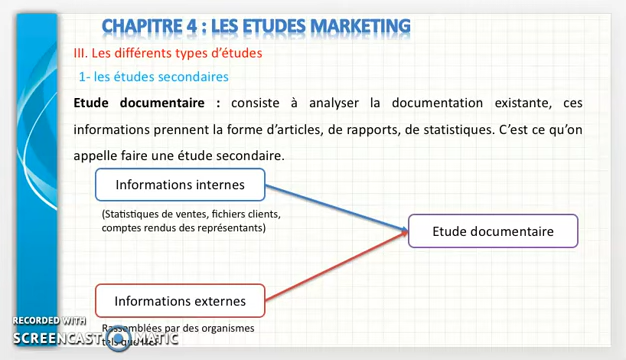 CHAPITRE 4 : LES ETUDES MARKETING
III. Les différents types d'études
1- les études secondaires
Etude documentaire : consiste à analyser la documentation existante, ces
informations prennent la forme d'articles, de rapports, de statistiques. C'est ce qu'on
appelle faire une étude secondaire.
Informations internes
(Statistiques de ventes, fichiers clients,
comptes rendus des représentants)
Etude documentaire
Informations externes
Rassemblées par des organismes
tels que
RECORDED WITH
SCREENCAST MATIC